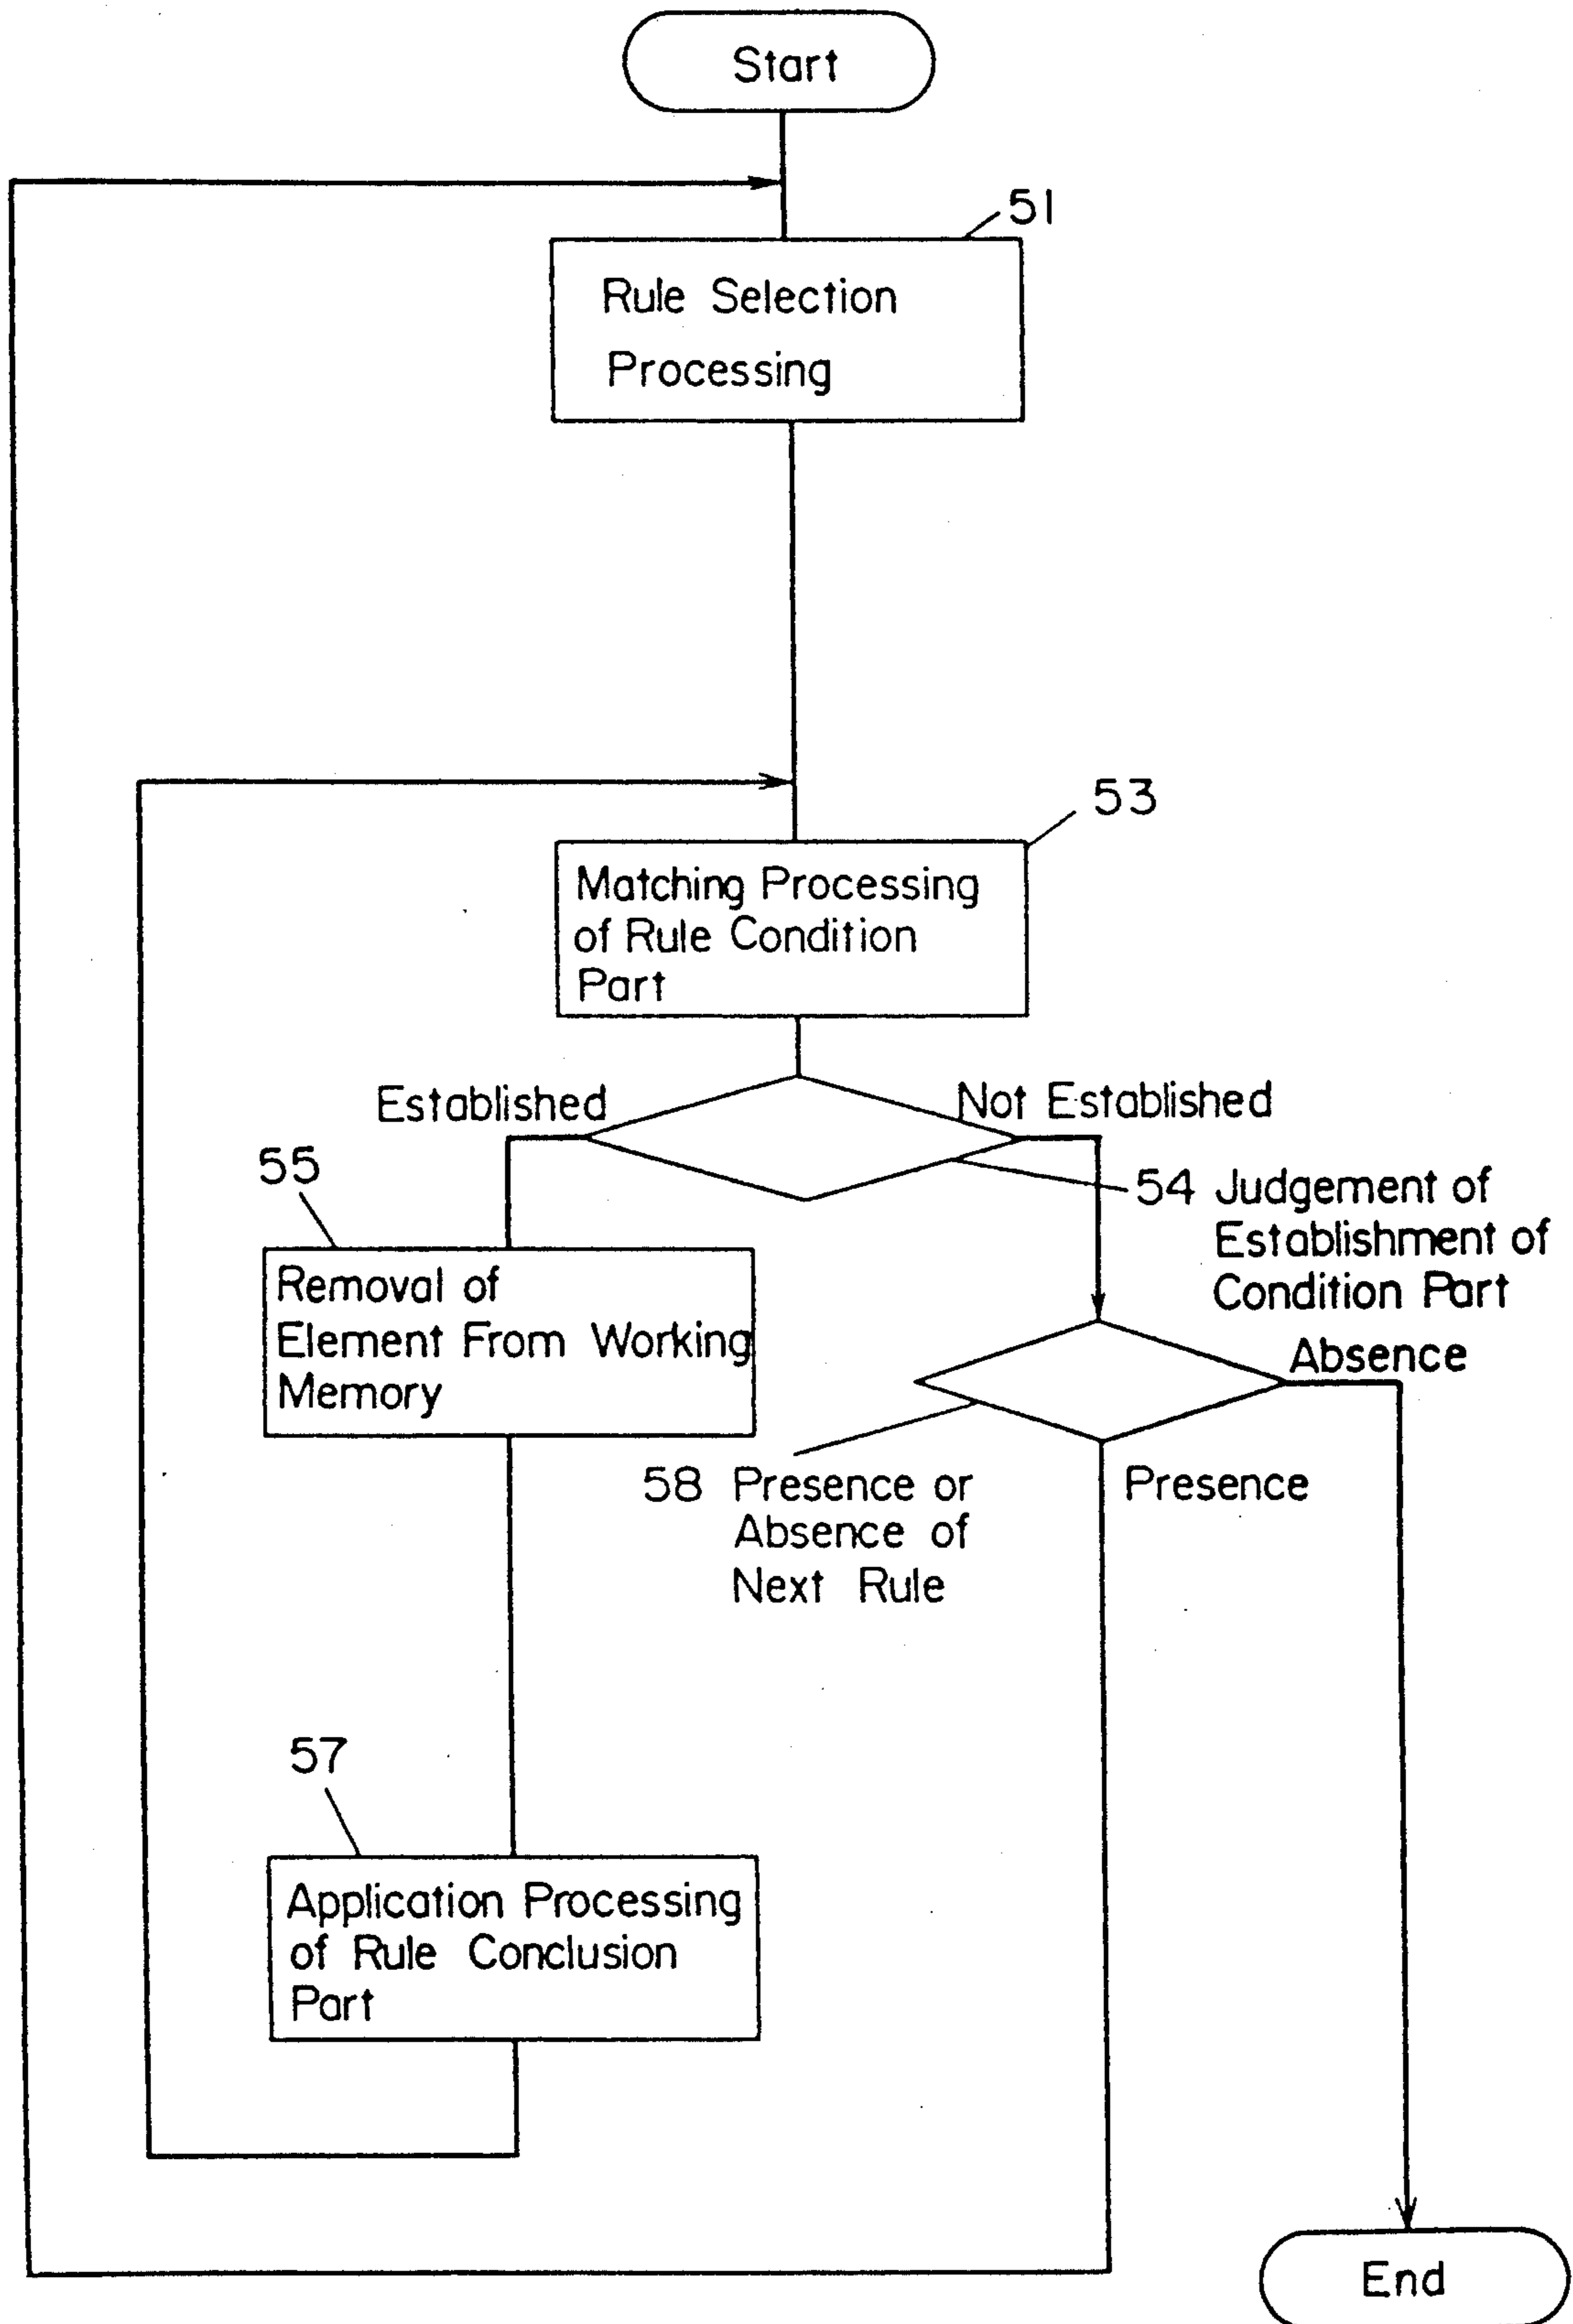 Start
51
Rule Selection
Processing
53
Matching Processing
of Rule Condition
Part
Established
Not Established
54 Judgement of
Establishment of
Condition Part
55
Removal of
Element From Working
Memory
Absence
58 Presence or
Absence of
Next Rule
Presence
57
Application Processing
of Rule Conclusion
Part
End